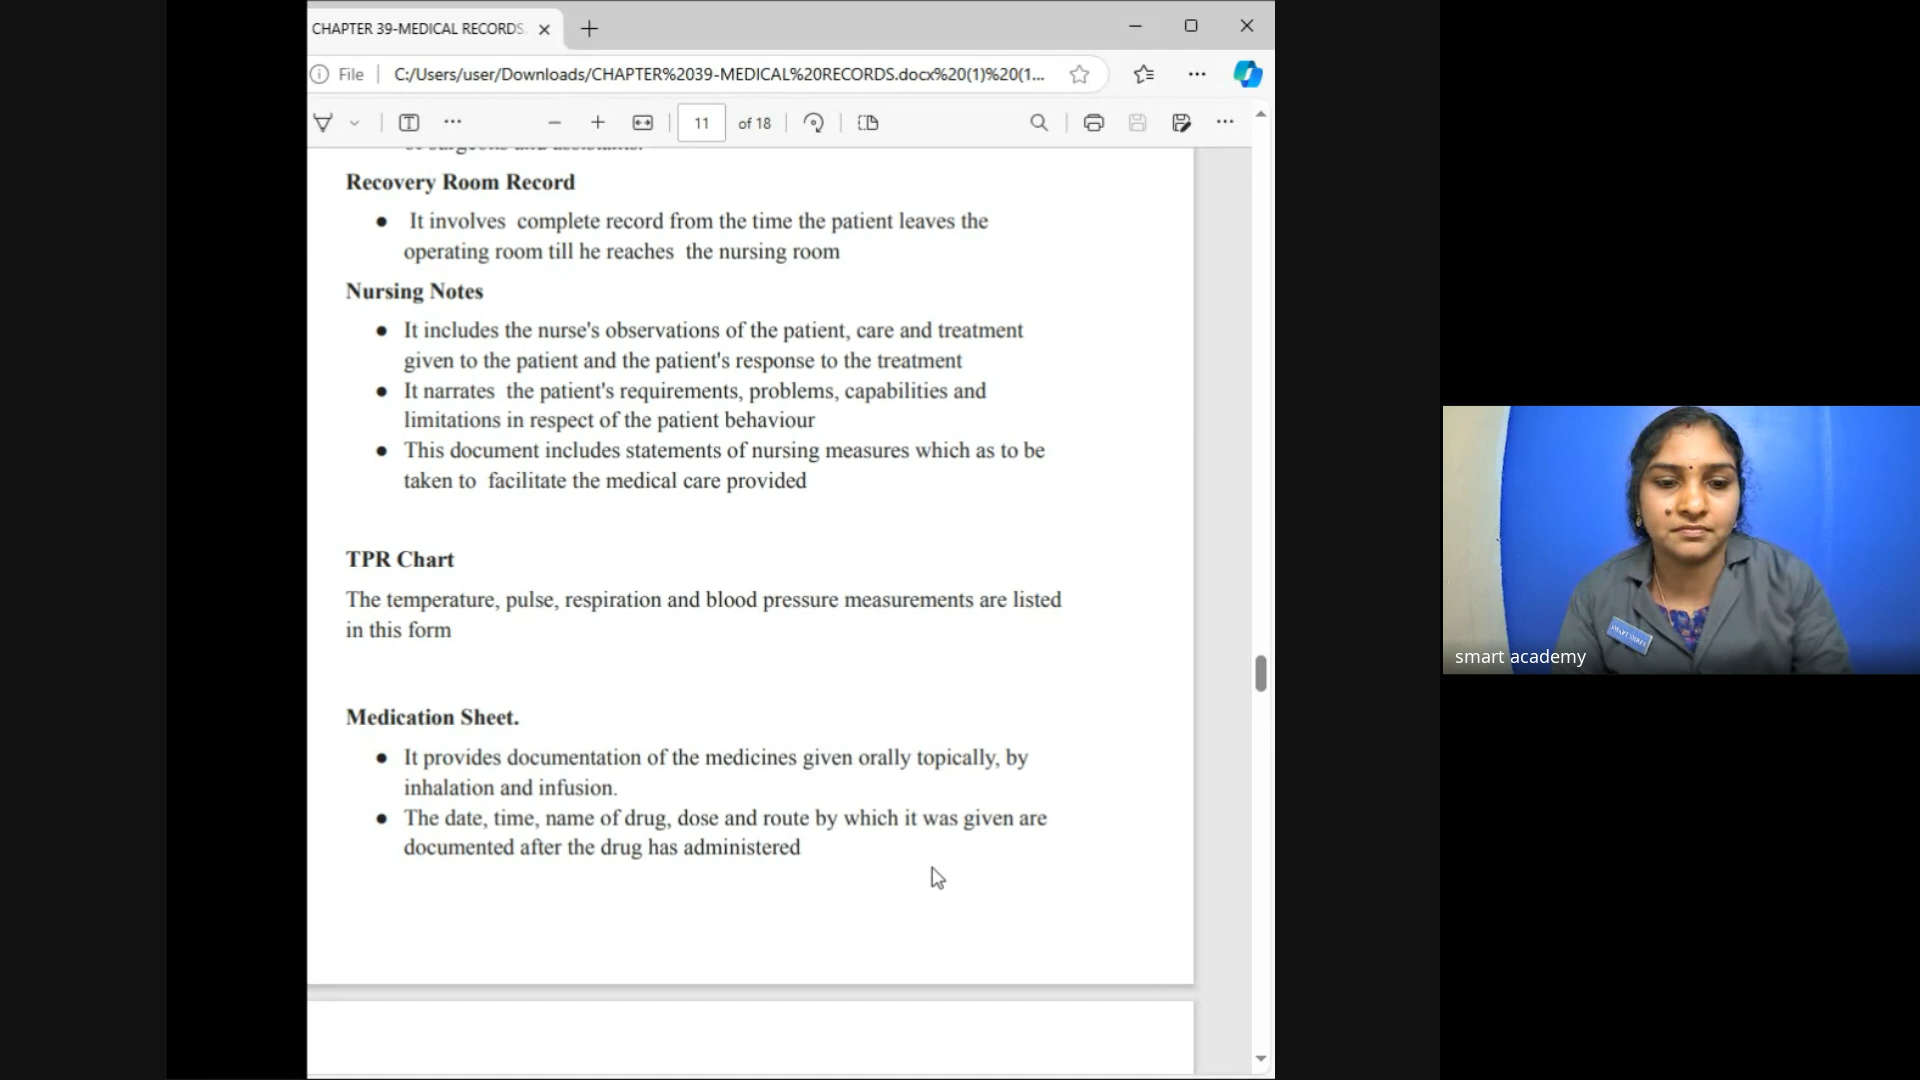 CHAPTER 39-MEDICAL RECORDS
File
C:/Users/user/Downloads/CHAPTER%2039-MEDICAL%20RECORDS.docx%20(1)%20(1...
11 of 18
of surgeons and assistants.
Recovery Room Record
● It involves complete record from the time the patient leaves the
operating room till he reaches the nursing room
Nursing Notes
● It includes the nurse's observations of the patient, care and treatment
given to the patient and the patient's response to the treatment
● It narrates the patient's requirements, problems, capabilities and
limitations in respect of the patient behaviour
● This document includes statements of nursing measures which as to be
taken to facilitate the medical care provided
TPR Chart
The temperature, pulse, respiration and blood pressure measurements are listed
in this form
Medication Sheet.
● It provides documentation of the medicines given orally topically, by
inhalation and infusion.
● The date, time, name of drug, dose and route by which it was given are
documented after the drug has administered
smart academy